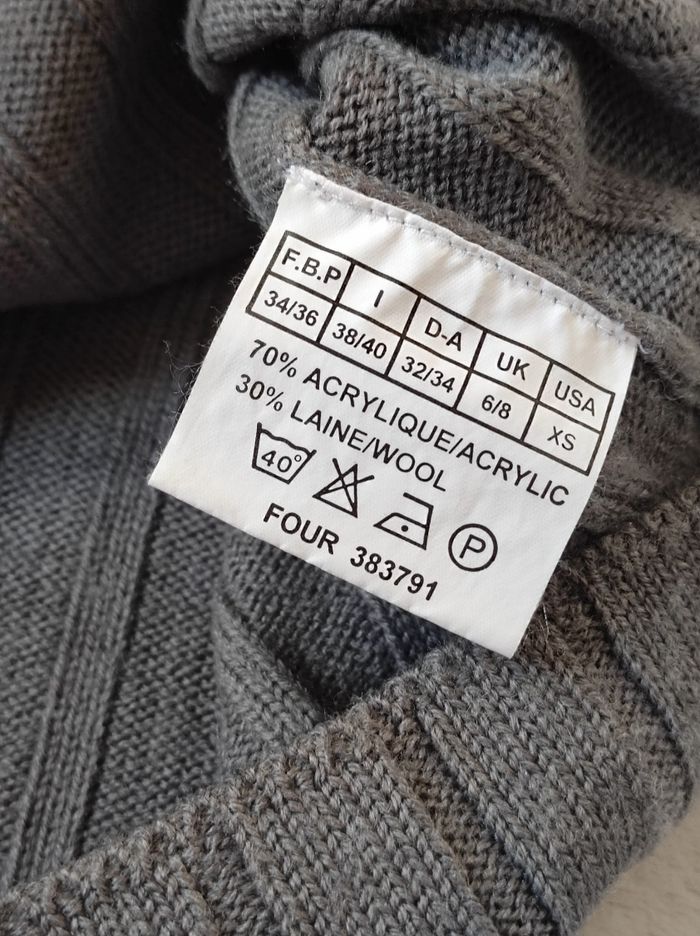 F.B.P I D-A UK USA
34/36 38/40 32/34 6/8 XS
70% ACRYLIQUE/ACRYLIC
30% LAINE/WOOL
40° P
FOUR 383791